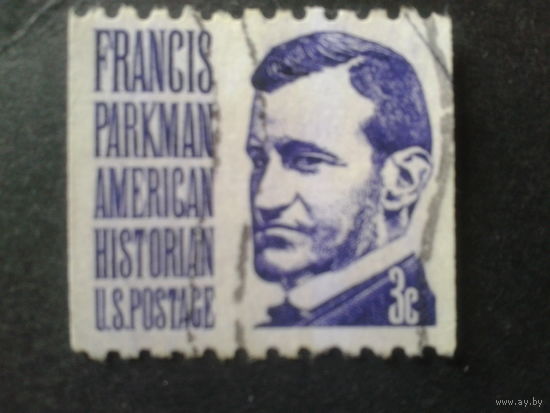 FRANCIS
PARKMAN
AMERICAN
HISTORIAN
U.S.POSTAGE
3c
www.ay.by